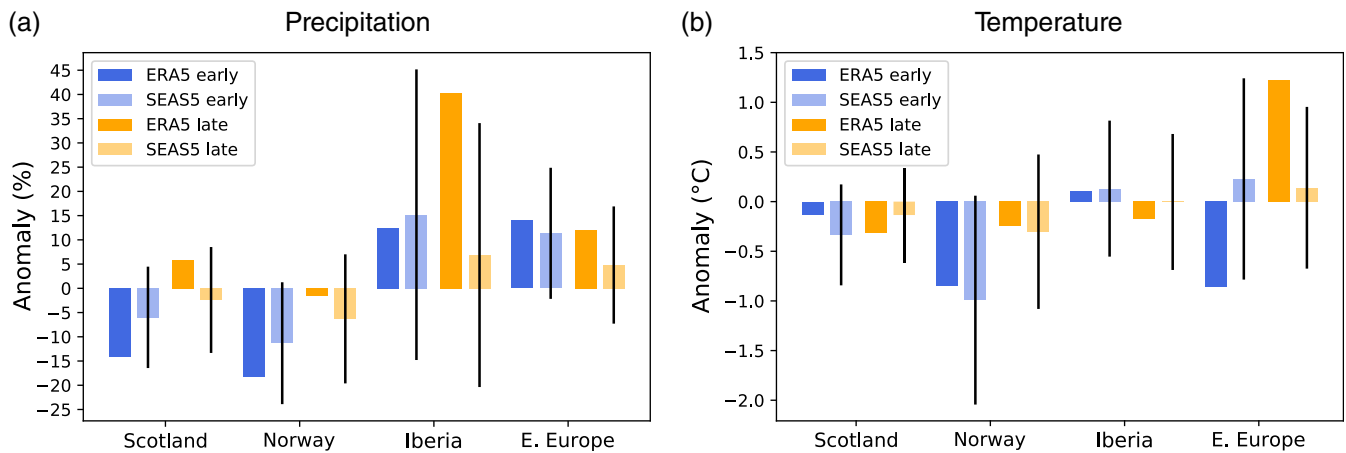 (a)
Precipitation
Anomaly (%)
45
40
35
30
25
20
15
10
5
0
−5
−10
−15
−20
−25
ERA5 early
SEAS5 early
ERA5 late
SEAS5 late
Scotland
Norway
Iberia
E. Europe
(b)
Temperature
Anomaly (°C)
1.5
1.0
0.5
0.0
−0.5
−1.0
−1.5
−2.0
ERA5 early
SEAS5 early
ERA5 late
SEAS5 late
Scotland
Norway
Iberia
E. Europe